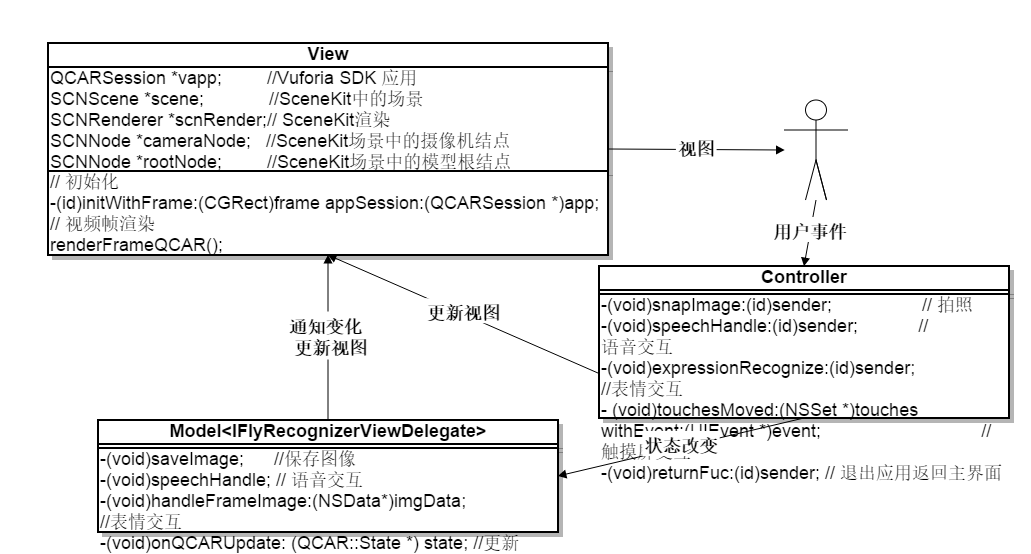 View
QCARSession *vapp; //Vuforia SDK 应用
SCNScene *scene; //SceneKit中的场景
SCNRenderer *scnRender;// SceneKit渲染
SCNNode *cameraNode; //SceneKit场景中的摄像机结点
SCNNode *rootNode; //SceneKit场景中的模型根结点
// 初始化
-(id)initWithFrame:(CGRect)frame appSession:(QCARSession *)app;
// 视频帧渲染
renderFrameQCAR();
视图
用户事件
Controller
-(void)snapImage:(id)sender; // 拍照
-(void)speechHandle:(id)sender; //
语音交互
-(void)expressionRecognize:(id)sender;
//表情交互
- (void)touchesMoved:(NSSet *)touches
withEvent:(UIEvent *)event; //
触摸屏交互
-(void)returnFuc:(id)sender; // 退出应用返回主界面
更新视图
通知变化
更新视图
状态改变
Model<IFlyRecognizerViewDelegate>
-(void)saveImage; //保存图像
-(void)speechHandle; // 语音交互
-(void)handleFrameImage:(NSData*)imgData;
//表情交互
-(void)onQCARUpdate: (QCAR::State *) state; //更新